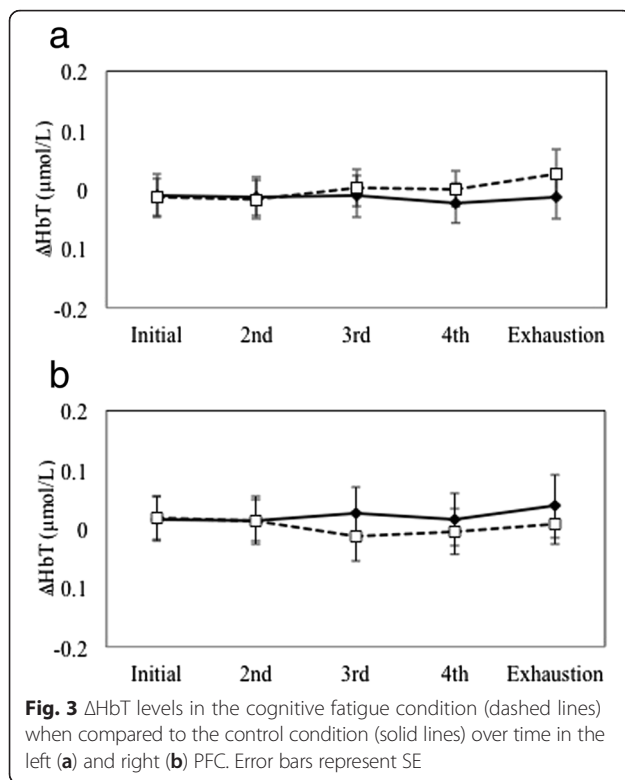 a
0.2
0.1
0
0.1
-0.2
ΔHbT (μmol/L)
Initial 2nd 3rd 4th Exhaustion
b
0.2
0.1
0
0.1
-0.2
ΔHbT (μmol/L)
Initial 2nd 3rd 4th Exhaustion
Fig. 3 ΔHbT levels in the cognitive fatigue condition (dashed lines)
when compared to the control condition (solid lines) over time in the
left (a) and right (b) PFC. Error bars represent SE